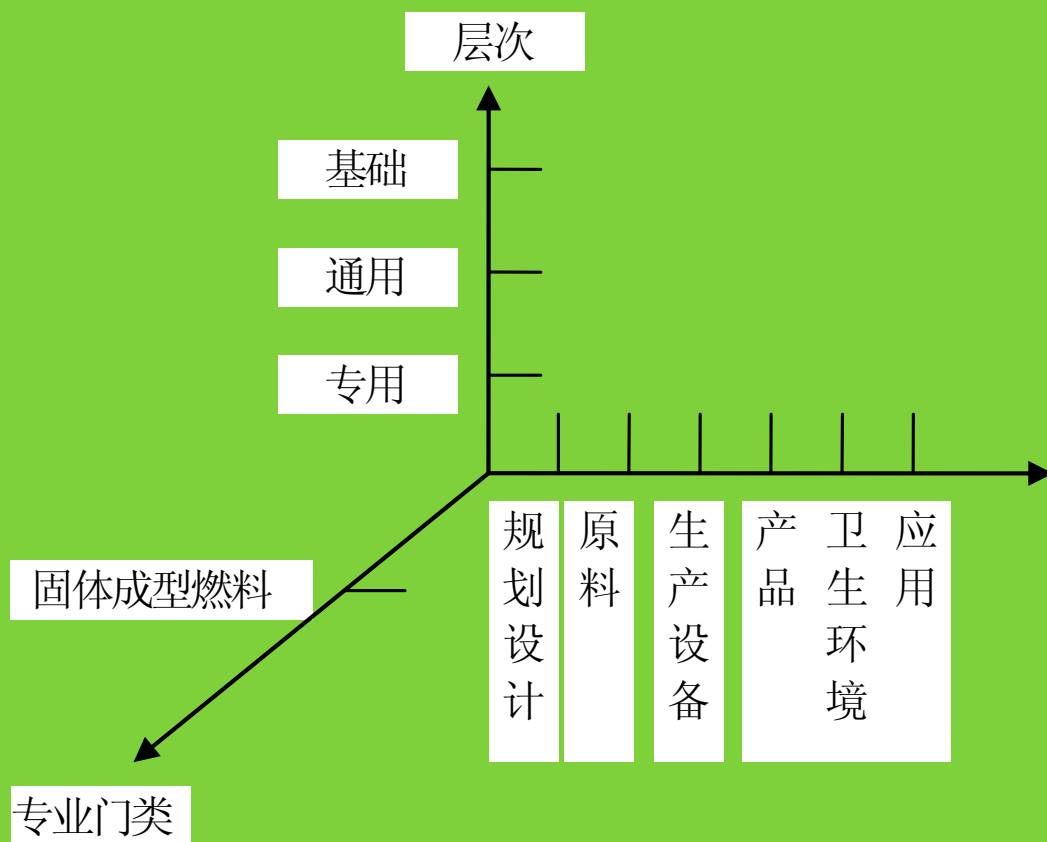 层次
基础
通用
专用
规划设计
原料
生产设备
产品
卫生环境
应用
固体成型燃料
专业门类